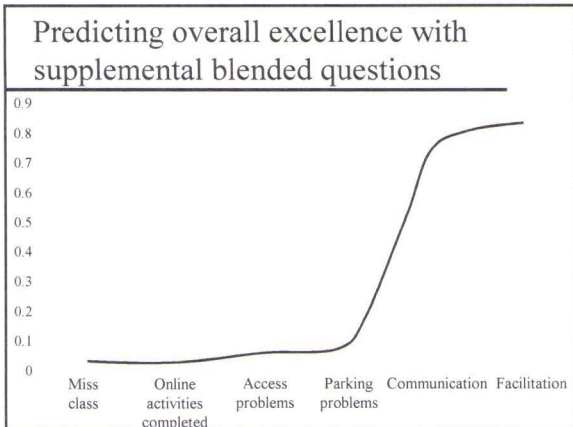 Predicting overall excellence with
supplemental blended questions
0.9
0.8
0.7
0.6
0.5
0.4
0.3
0.2
0.1
0
Miss
class
Online
activities
completed
Access
problems
Parking
problems
Communication
Facilitation